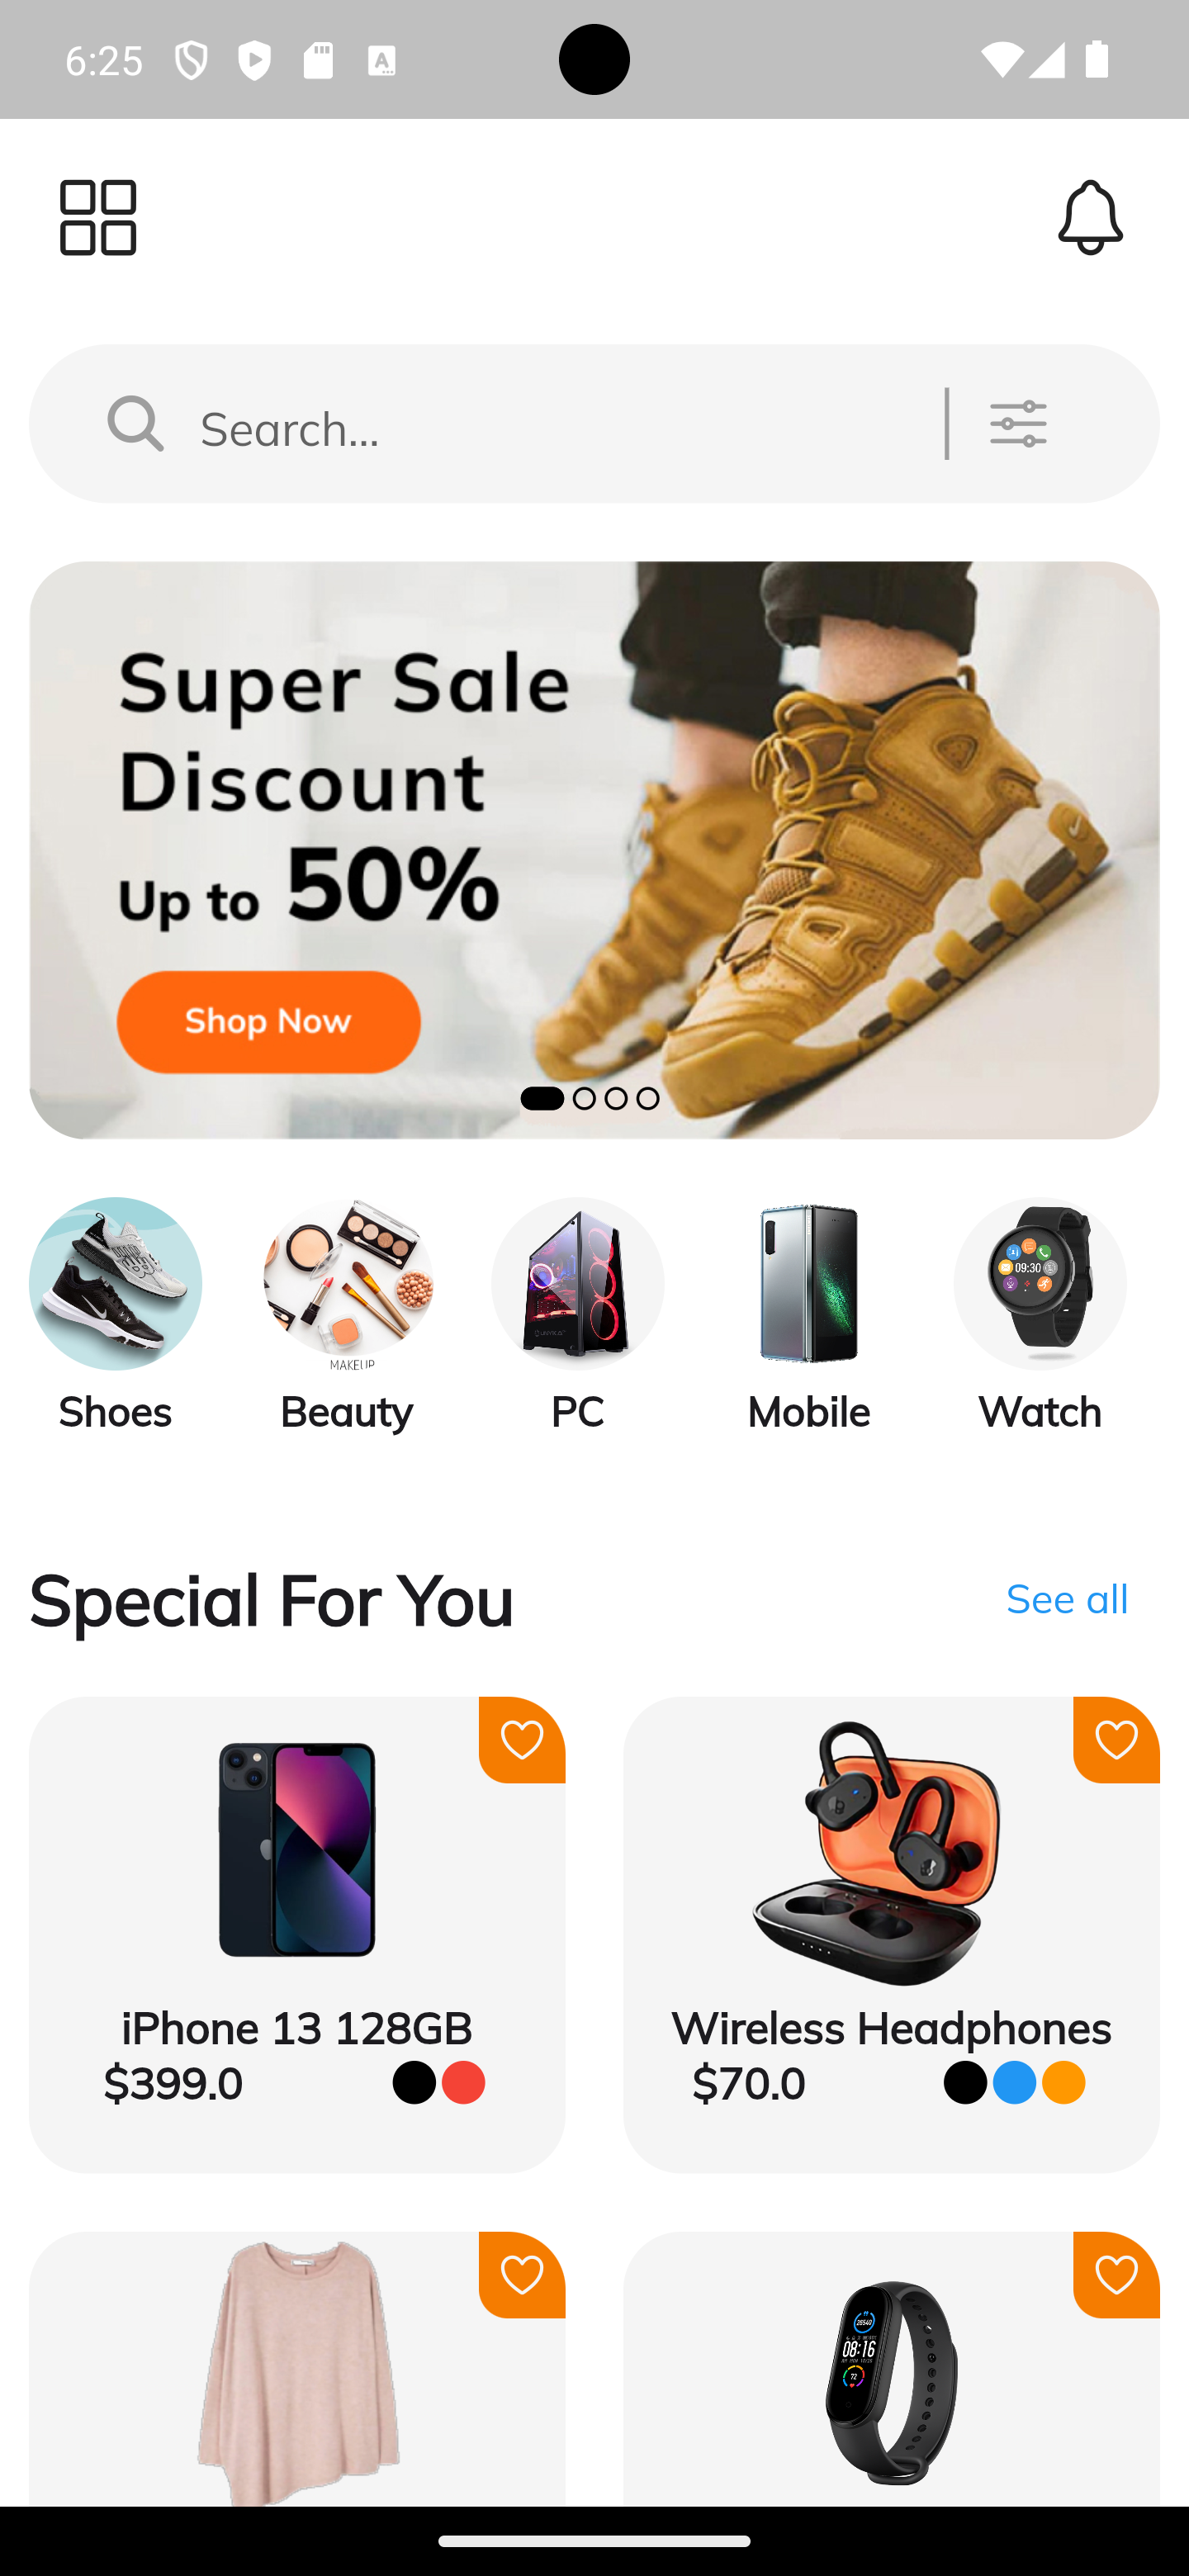 6:25
Search...
Super Sale
Discount
Up to 50%
Shop Now
MAKEUP
09:30
Shoes
Beauty
PC
Mobile
Watch
Special For You
See all
iPhone 13 128GB
$399.0
Wireless Headphones
$70.0
08:16
72